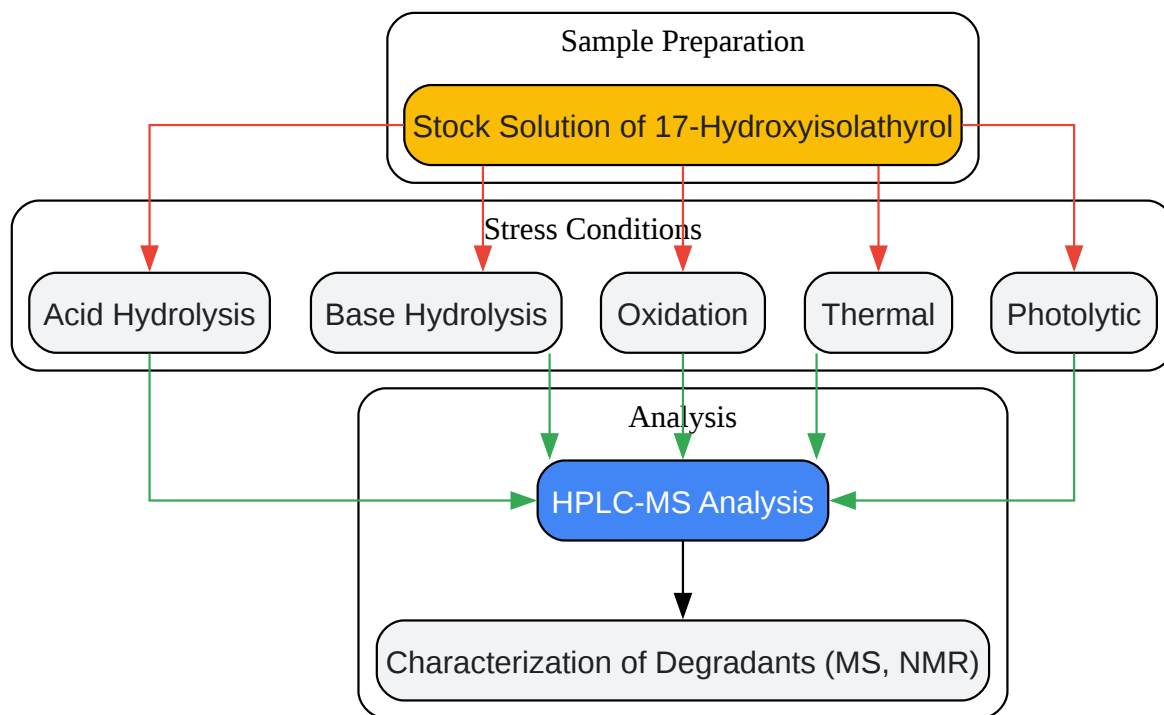 Sample Preparation
Stock Solution of 17-Hydroxyisolathyrol
Stress Conditions
Acid Hydrolysis
Base Hydrolysis
Oxidation
Thermal
Photolytic
Analysis
HPLC-MS Analysis
Characterization of Degradants (MS, NMR)